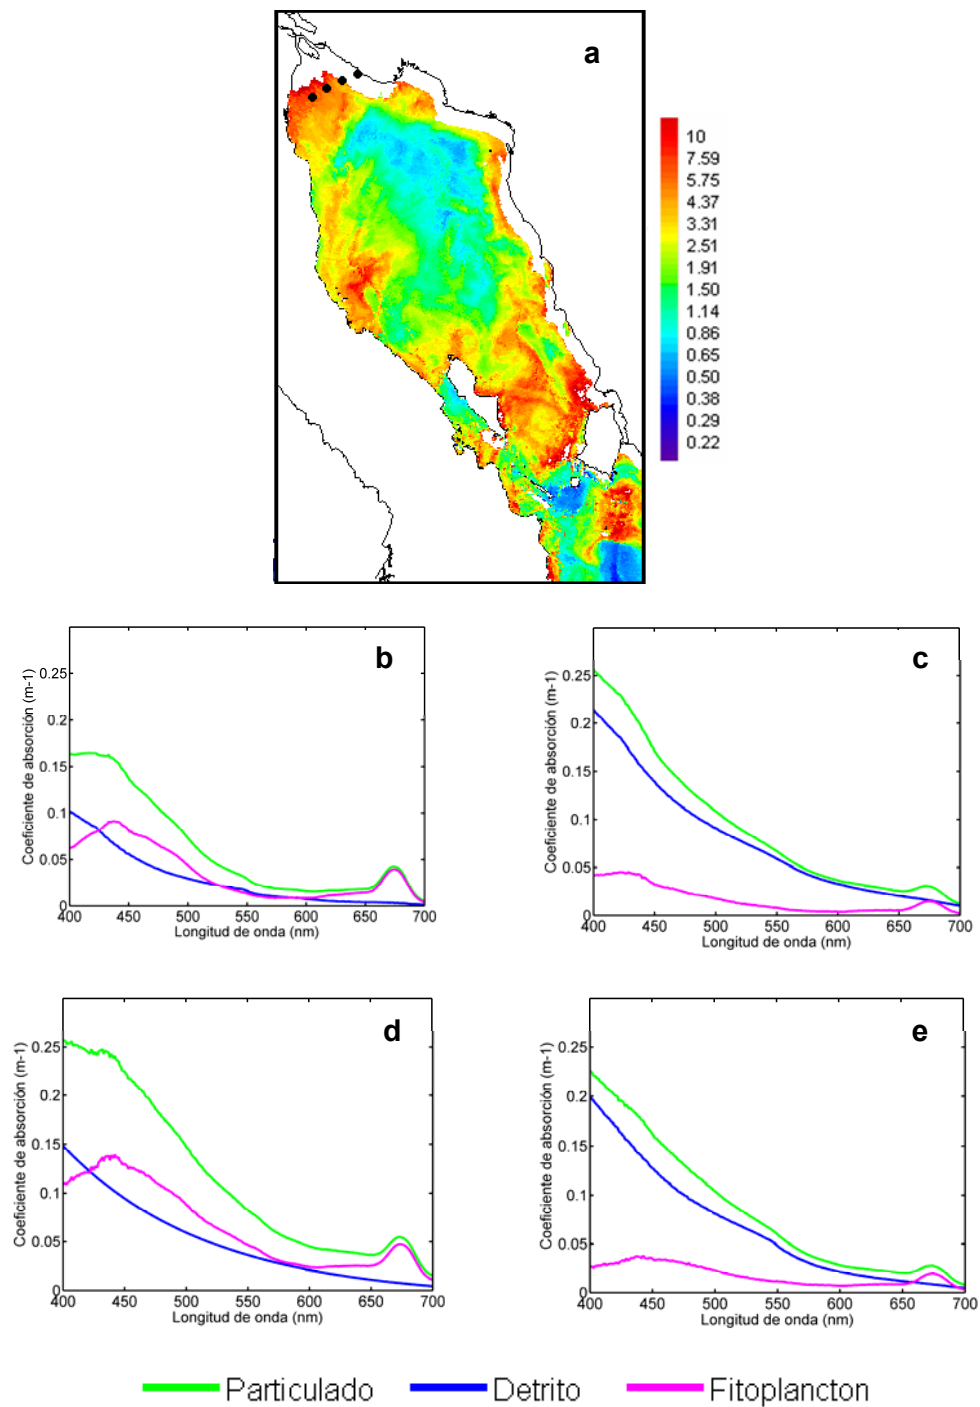 a
10
7.59
5.75
4.37
3.31
2.51
1.91
1.50
1.14
0.86
0.65
0.50
0.38
0.29
0.22
b
Coeficiente de absorción (m-1)
0.25
0.2
0.15
0.1
0.05
0
400 450 500 550 600 650 700
Longitud de onda (nm)
c
Coeficiente de absorción (m-1)
0.25
0.2
0.15
0.1
0.05
0
400 450 500 550 600 650 700
Longitud de onda (nm)
d
Coeficiente de absorción (m-1)
0.25
0.2
0.15
0.1
0.05
0
400 450 500 550 600 650 700
Longitud de onda (nm)
e
Coeficiente de absorción (m-1)
0.25
0.2
0.15
0.1
0.05
0
400 450 500 550 600 650 700
Longitud de onda (nm)
Particulado Detrito Fitoplancton